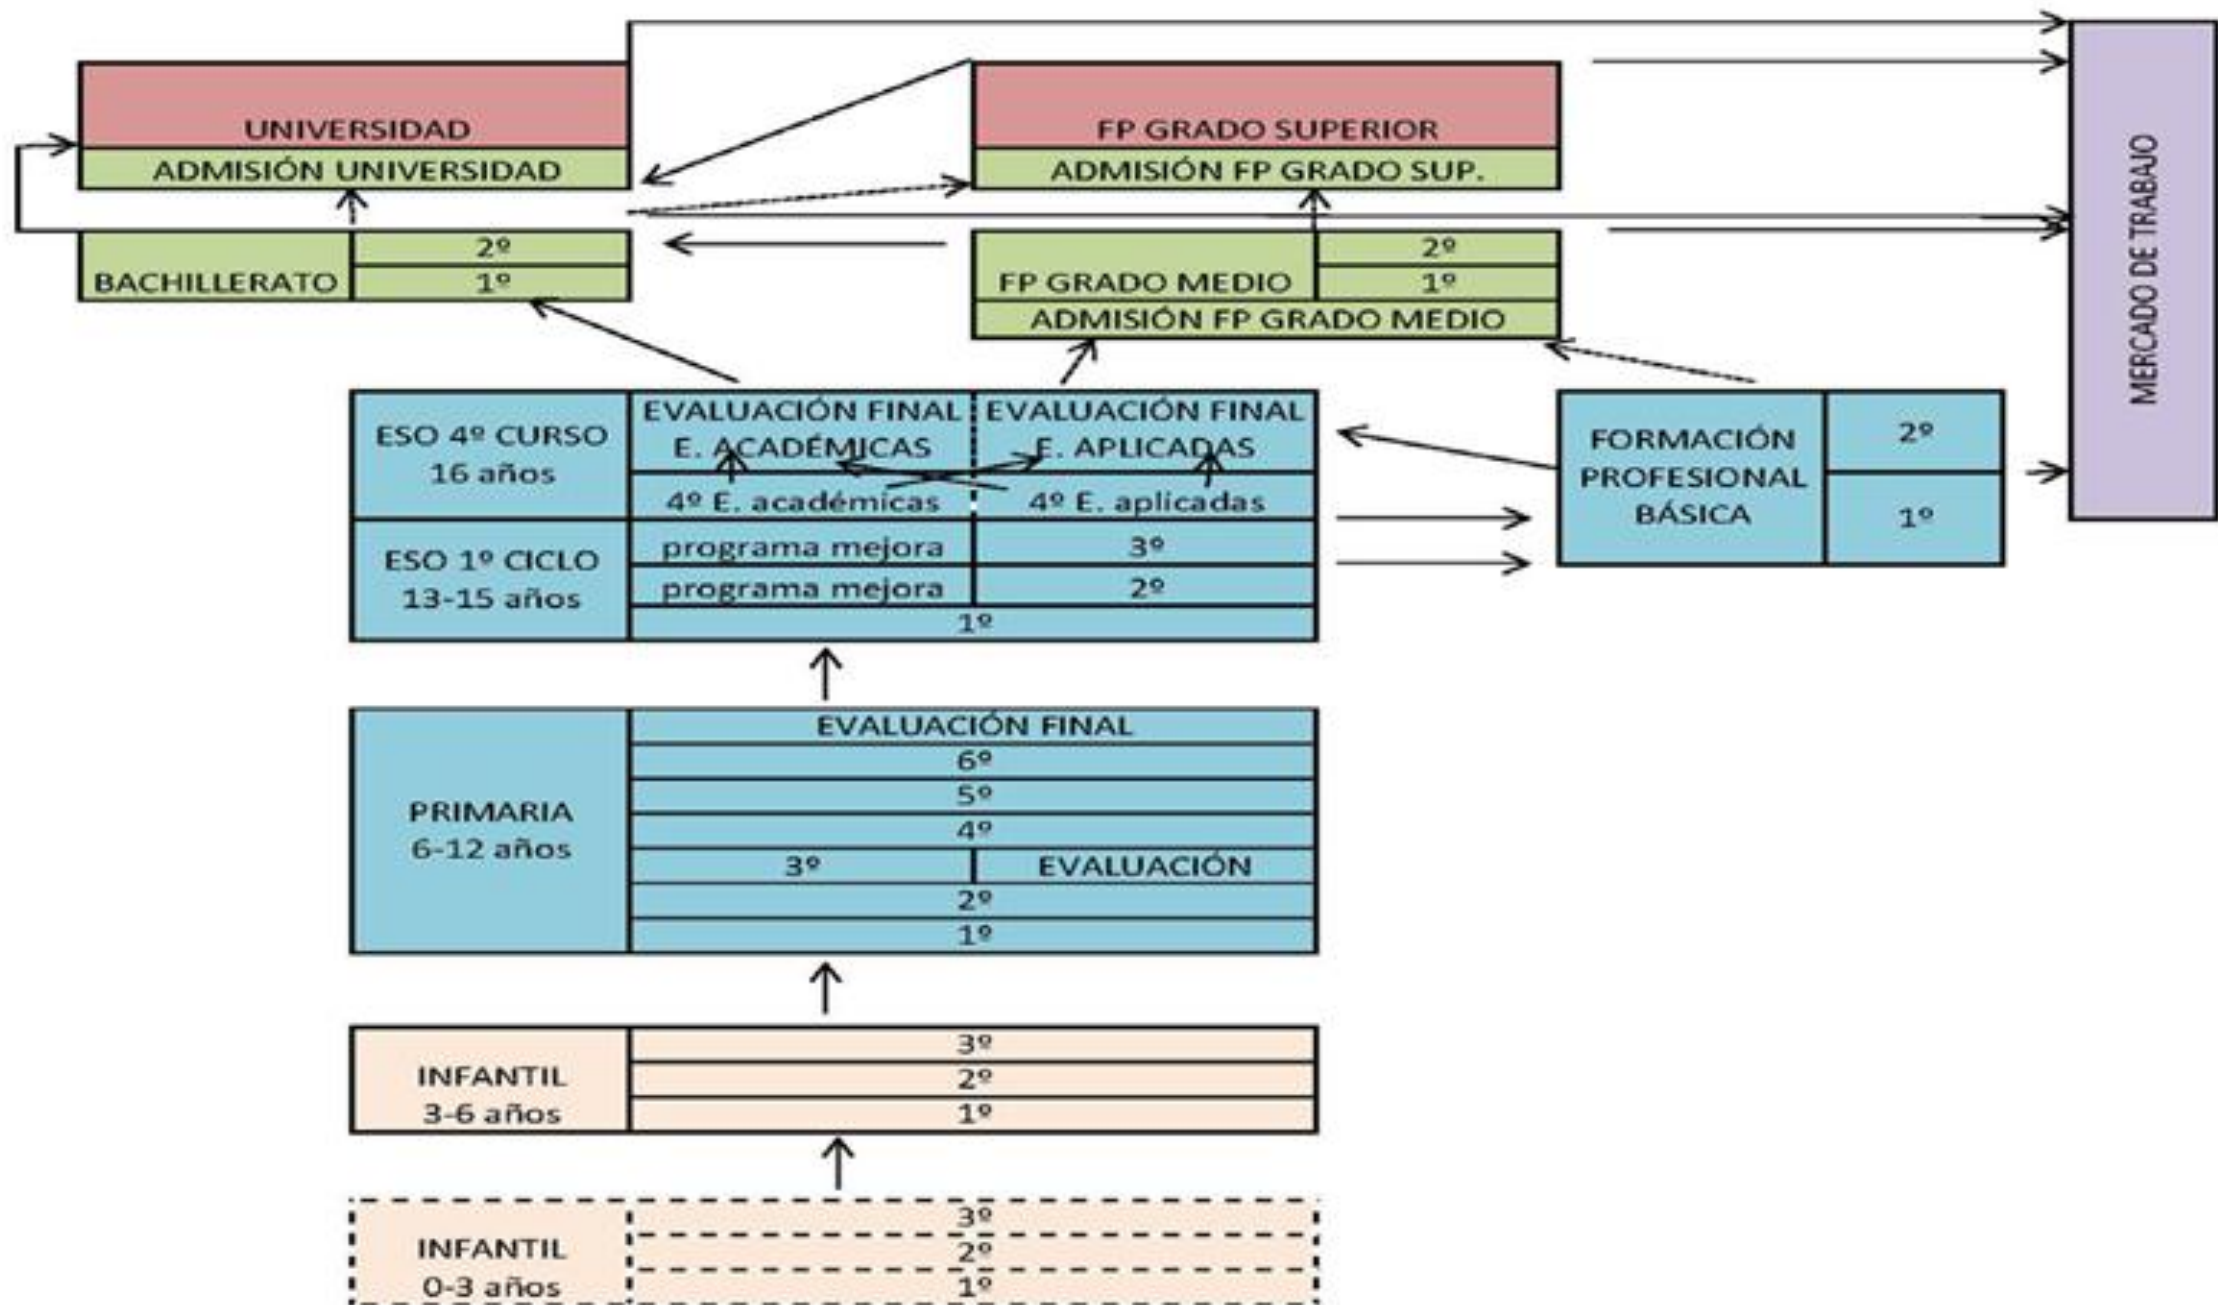 UNIVERSIDAD
ADMISIÓN UNIVERSIDAD
FP GRADO SUPERIOR
ADMISIÓN FP GRADO SUP.
MERCADO DE TRABAJO
BACHILLERATO
2º
1º
FP GRADO MEDIO
2º
1º
ADMISIÓN FP GRADO MEDIO
ESO 4º CURSO
16 años
EVALUACIÓN FINAL
E. ACADÉMICAS
EVALUACIÓN FINAL
E. APLICADAS
4º E. académicas
4º E. aplicadas
FORMACIÓN
PROFESIONAL
BÁSICA
2º
1º
ESO 1º CICLO
13-15 años
programa mejora
3º
programa mejora
2º
1º
PRIMARIA
6-12 años
EVALUACIÓN FINAL
6º
5º
4º
3º
EVALUACIÓN
2º
1º
INFANTIL
3-6 años
3º
2º
1º
INFANTIL
0-3 años
3º
2º
1º